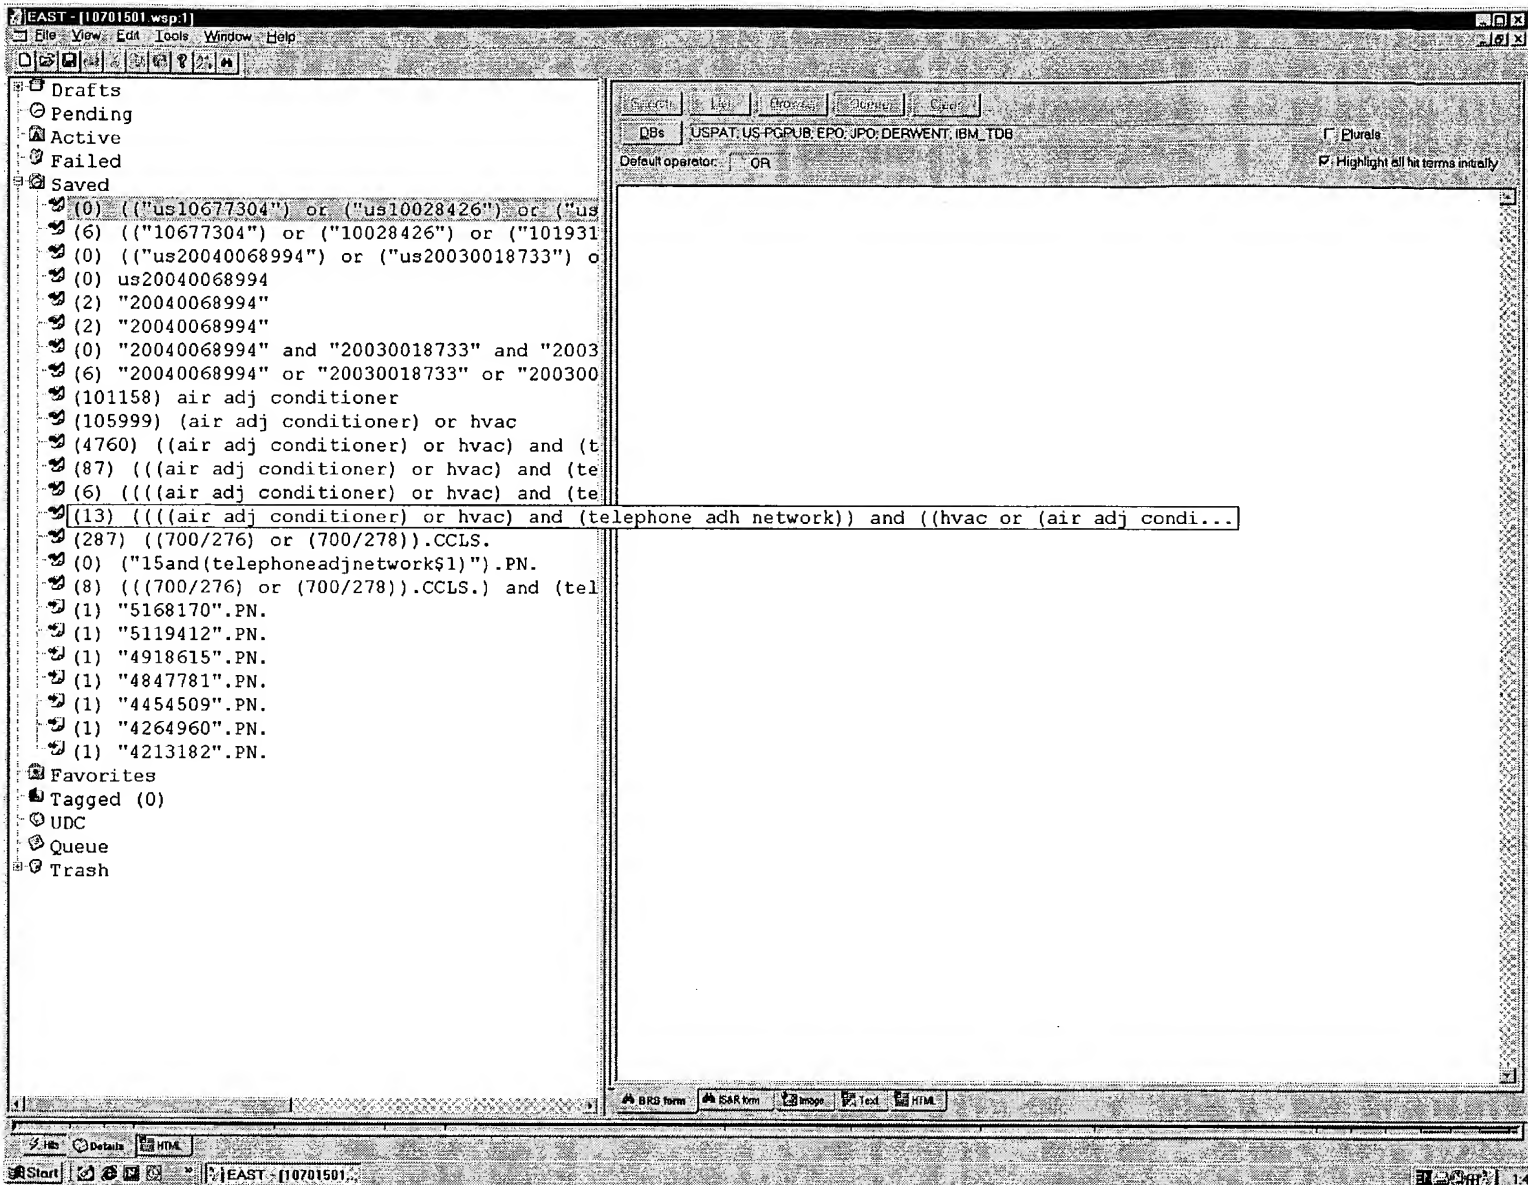 EAST - [10701501.wsp:1]
File View Edit Tools Window Help
Drafts
Pending
Active
Failed
Saved
(0) (("us10677304") or ("us10028426") or ("us
(6) (("10677304") or ("10028426") or ("101931
(0) (("us20040068994") or ("us20030018733") o
(0) us20040068994
(2) "20040068994"
(2) "20040068994"
(0) "20040068994" and "20030018733" and "2003
(6) "20040068994" or "20030018733" or "200300
(101158) air adj conditioner
(105999) (air adj conditioner) or hvac
(4760) ((air adj conditioner) or hvac) and (t
(87) (((air adj conditioner) or hvac) and (te
(6) ((((air adj conditioner) or hvac) and (te
(13) ((((air adj conditioner) or hvac) and (telephone adh network)) and ((hvac or (air adj condi...
(287) ((700/276) or (700/278)).CCLS.
(0) ("15and(telephoneadjnetwork$1)").PN.
(8) (((700/276) or (700/278)).CCLS.) and (tel
(1) "5168170".PN.
(1) "5119412".PN.
(1) "4918615".PN.
(1) "4847781".PN.
(1) "4454509".PN.
(1) "4264960".PN.
(1) "4213182".PN.
Favorites
Tagged (0)
UDC
Queue
Trash
Search List Browse Queue Clear
DBs USPAT; US-PGPUB; EPO; JPO; DERWENT; IBM_TDB Plurals
Default operator: OR Highlight all hit terms initially
BRS form IS&R form Image Text HTML
Hits Details HTML
Start EAST - [10701501...
1:4